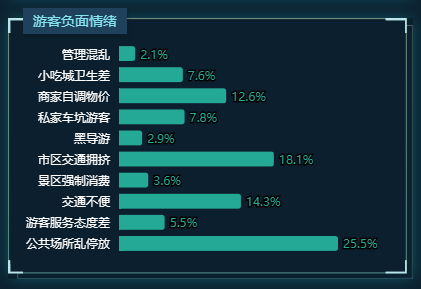 游客负面情绪
管理混乱 2.1%
小吃城卫生差 7.6%
商家自调物价 12.6%
私家车坑游客 7.8%
黑导游 2.9%
市区交通拥挤 18.1%
景区强制消费 3.6%
交通不便 14.3%
游客服务态度差 5.5%
公共场所乱停放 25.5%